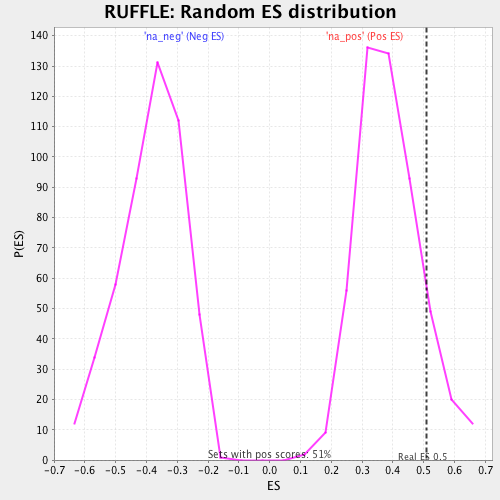 RUFFLE: Random ES distribution
'na_neg' (Neg ES) 'na_pos' (Pos ES)
140
130
120
110
100
90
80
70
60
50
40
30
20
10
0
P(ES)
Sets with pos scores: 51%
Real ES 0.5
-0.7 -0.6 -0.5 -0.4 -0.3 -0.2 -0.1 0.0 0.1 0.2 0.3 0.4 0.5 0.6 0.7
ES